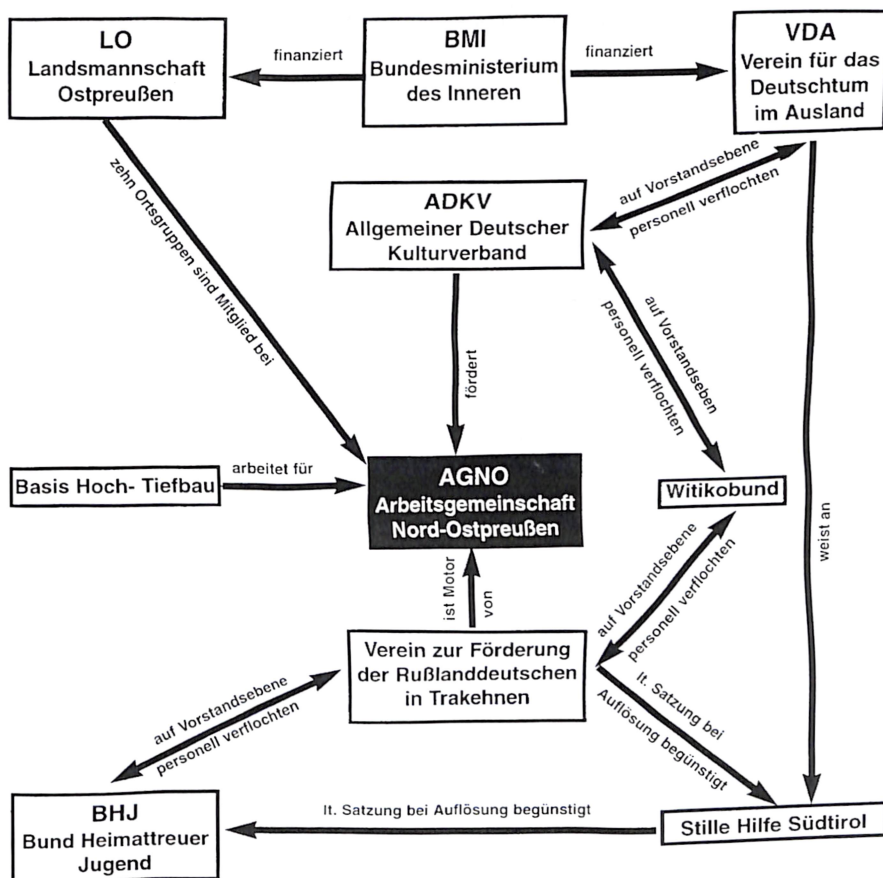 LO
Landsmannschaft
Ostpreußen
finanziert
BMI
Bundesministerium
des Inneren
finanziert
VDA
Verein für das
Deutschtum
im Ausland
zehn Ortsgruppen sind Mitglied bei
ADKV
Allgemeiner Deutscher
Kulturverband
auf Vorstandsebene
personell verflochten
fördert
auf Vorstandseben
personell verflochten
weist an
Basis Hoch- Tiefbau
arbeitet für
AGNO
Arbeitsgemeinschaft
Nord-Ostpreußen
Witikobund
ist Motor
von
auf Vorstandsebene
personell verflochten
Verein zur Förderung
der Rußlanddeutschen
in Trakehnen
auf Vorstandsebene
personell verflochten
lt. Satzung bei
Auflösung begünstigt
BHJ
Bund Heimattreuer
Jugend
lt. Satzung bei Auflösung begünstigt
Stille Hilfe Südtirol